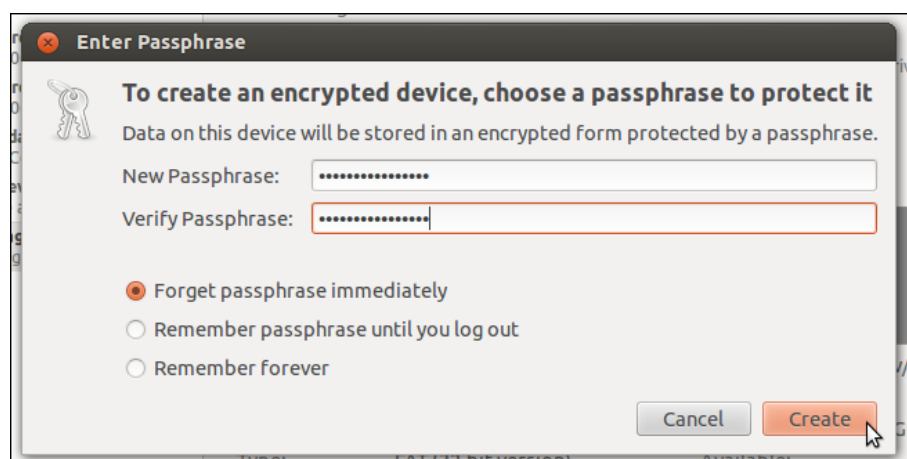 Enter Passphrase
To create an encrypted device, choose a passphrase to protect it
Data on this device will be stored in an encrypted form protected by a passphrase.
New Passphrase: ••••••••••••••••
Verify Passphrase: ••••••••••••••••
Forget passphrase immediately
Remember passphrase until you log out
Remember forever
Cancel
Create